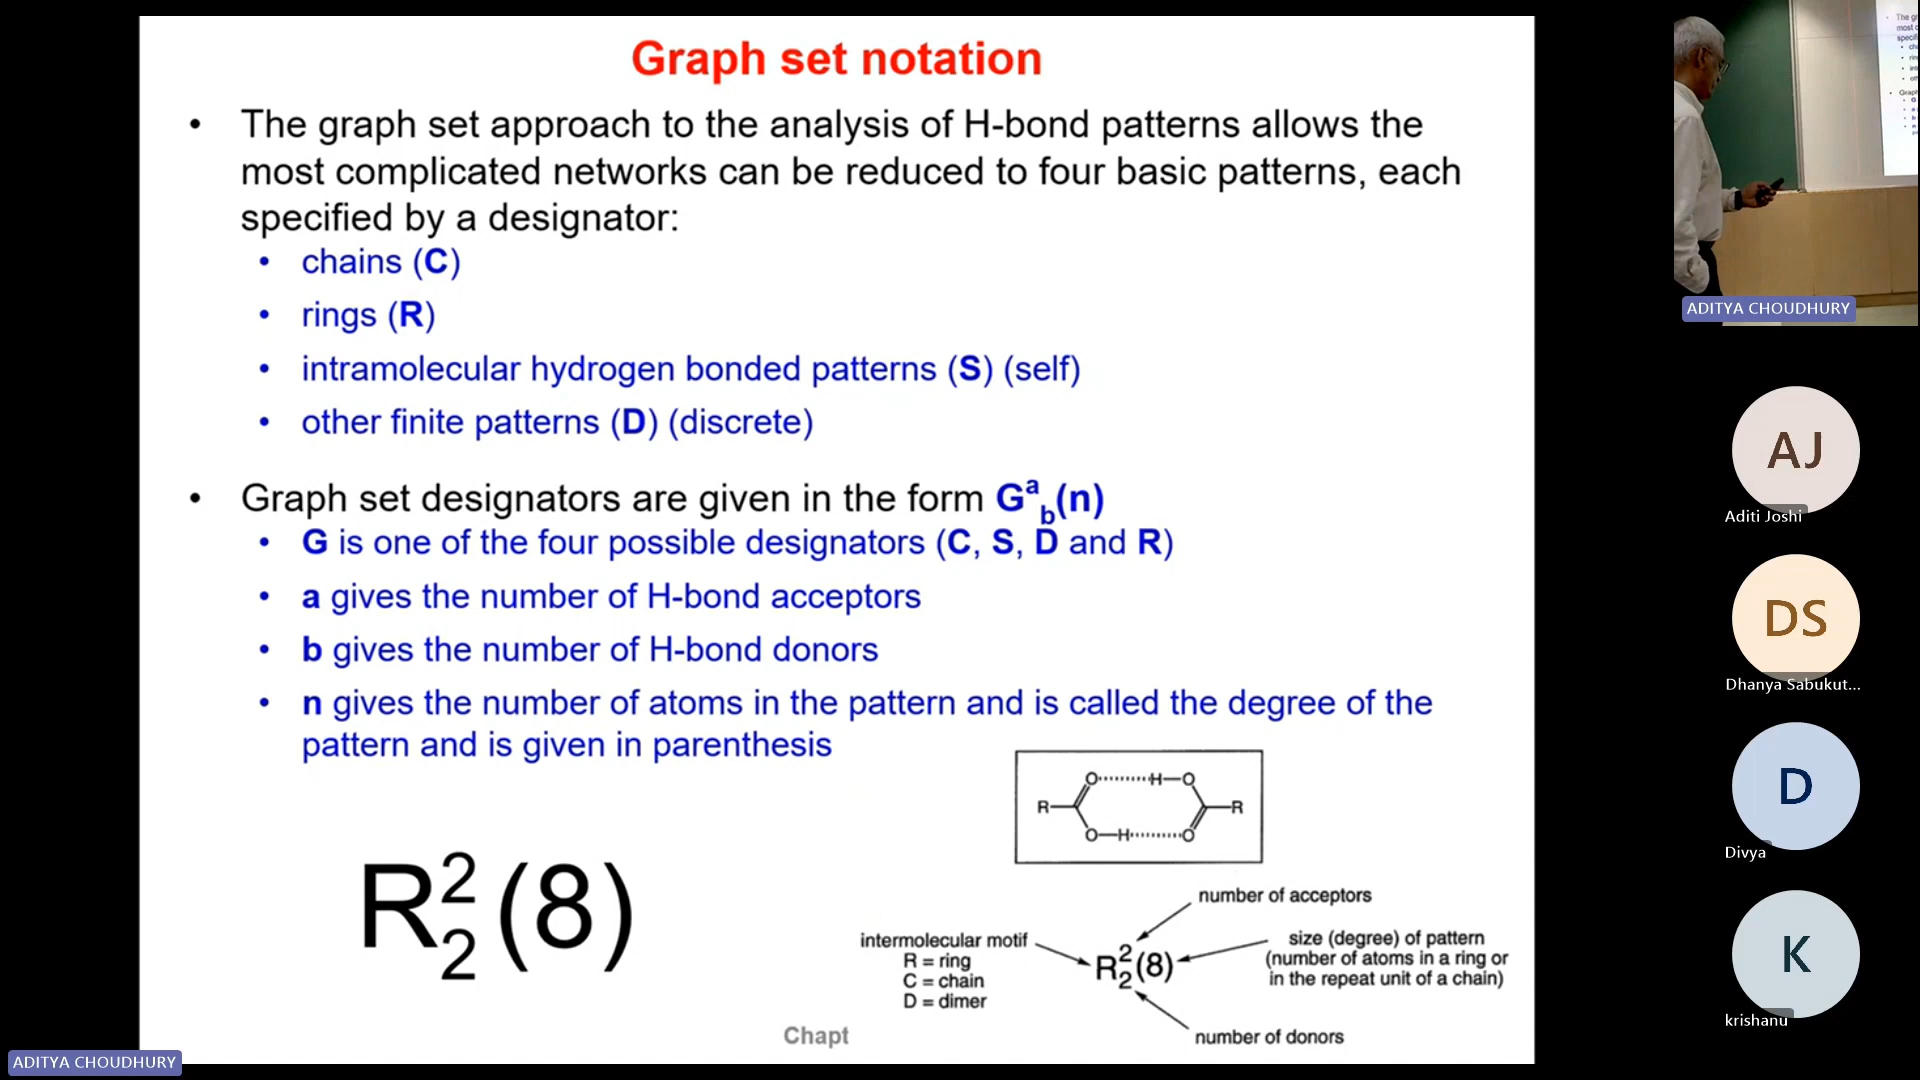 Graph set notation
• The graph set approach to the analysis of H-bond patterns allows the
most complicated networks can be reduced to four basic patterns, each
specified by a designator:
• chains (C)
• rings (R)
• intramolecular hydrogen bonded patterns (S) (self)
• other finite patterns (D) (discrete)
• Graph set designators are given in the form Gᵃb(n)
• G is one of the four possible designators (C, S, D and R)
• a gives the number of H-bond acceptors
• b gives the number of H-bond donors
• n gives the number of atoms in the pattern and is called the degree of the
pattern and is given in parenthesis
O H—O
R R
O—H O
R²₂(8)
number of acceptors
intermolecular motif
R = ring
C = chain
D = dimer
R²₂(8)
size (degree) of pattern
(number of atoms in a ring or
in the repeat unit of a chain)
number of donors
Chapt
ADITYA CHOUDHURY
ADITYA CHOUDHURY
AJ
Aditi Joshi
DS
Dhanya Sabukut...
D
Divya
K
krishanu